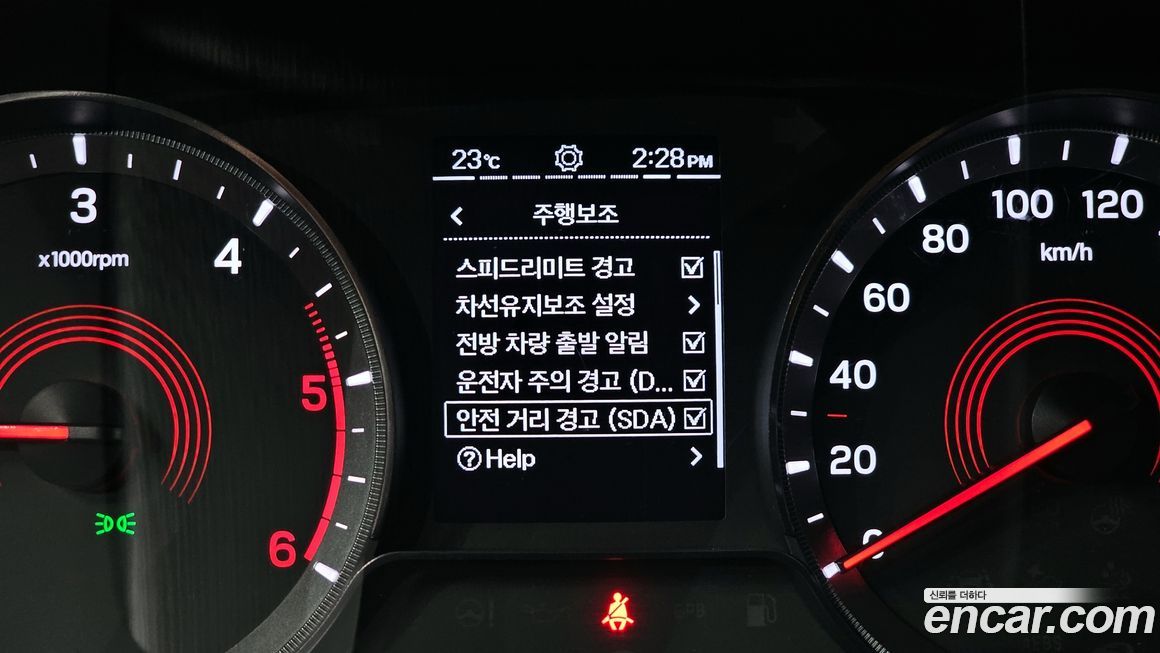 23℃ 2:28 PM
주행보조
스피드리미트 경고
차선유지보조 설정
전방 차량 출발 알림
운전자 주의 경고 (D...
안전 거리 경고 (SDA)
Help
3
4
5
6
x1000rpm
0
20
40
60
80
100
120
km/h
신뢰를 더하다
encar.com